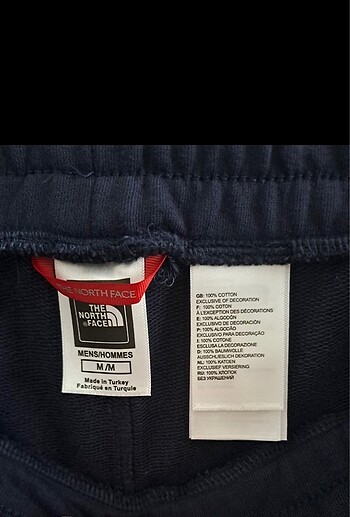 THE NORTH FACE
THE
NORTH
FACE
MENS/HOMMES
M/M
Made in Turkey
Fabriqué en Turquie
GB: 100% COTTON
EXCLUSIVE OF DECORATION
F: 100% COTON
À L'EXCEPTION DES DÉCORATIONS
E: 100% ALGODÓN
EXCLUSIVO DE DECORACIÓN
P: 100% ALGODÃO
EXCLUSIVO PARA DECORAÇÃO
I: 100% COTONE
ESCLUSA LA DECORAZIONE
D: 100% BAUMWOLLE
AUSSCHLIESLICH DEKORATION
NL: 100% KATOEN
EXCLUSIEF VERSIERING
RU: 100% ХЛОПОК
БЕЗ УКРАШЕНИЙ